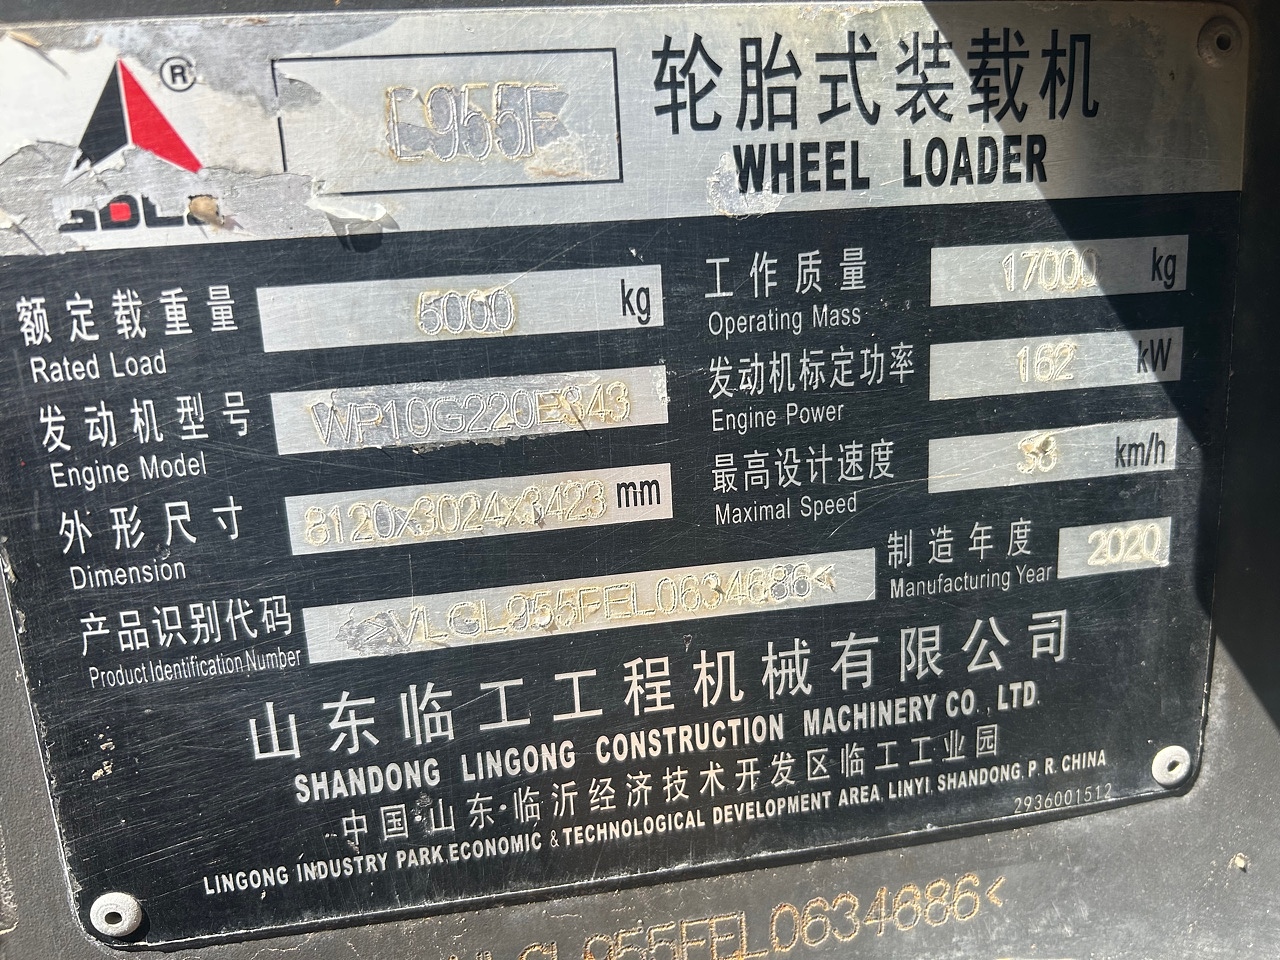 ®
SDLG
E955F
轮胎式装载机
WHEEL LOADER
额定载重量 5000 kg
Rated Load
工作质量 17000 kg
Operating Mass
发动机型号 WP10G220E343
Engine Model
发动机标定功率 162 kW
Engine Power
外形尺寸 8120x3024x3423 mm
Dimension
最高设计速度 38 km/h
Maximal Speed
产品识别代码 <VLGL955FEL0634686<
Product Identification Number
制造年度 2020
Manufacturing Year
山东临工工程机械有限公司
SHANDONG LINGONG CONSTRUCTION MACHINERY CO., LTD.
中国·山东·临沂经济技术开发区临工工业园
LINGONG INDUSTRY PARK,ECONOMIC & TECHNOLOGICAL DEVELOPMENT AREA, LINYI, SHANDONG, P. R. CHINA
2936001512
LGL955FEL0634686<